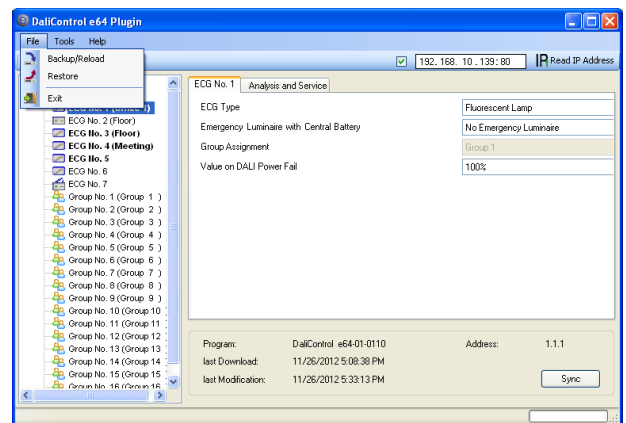 DaliControl e64 Plugin
File Tools Help
Backup/Reload
Restore
Exit
192. 168. 10 . 139: 80
IP Read IP Address
ECG No. 2 (Floor)
ECG No. 3 (Floor)
ECG No. 4 (Meeting)
ECG No. 5
ECG No. 6
ECG No. 7
Group No. 1 (Group 1 )
Group No. 2 (Group 2 )
Group No. 3 (Group 3 )
Group No. 4 (Group 4 )
Group No. 5 (Group 5 )
Group No. 6 (Group 6 )
Group No. 7 (Group 7 )
Group No. 8 (Group 8 )
Group No. 9 (Group 9 )
Group No. 10 (Group 10
Group No. 11 (Group 11
Group No. 12 (Group 12
Group No. 13 (Group 13
Group No. 14 (Group 14
Group No. 15 (Group 15
Group No. 16 (Group 16
ECG No. 1 Analysis and Service
ECG Type Fluorescent Lamp
Emergency Luminaire with Central Battery No Emergency Luminaire
Group Assignment Group 1
Value on DALI Power Fail 100%
Program: DaliControl e64-01-0110 Address: 1.1.1
last Download: 11/26/2012 5:08:38 PM
last Modification: 11/26/2012 5:33:13 PM
Sync